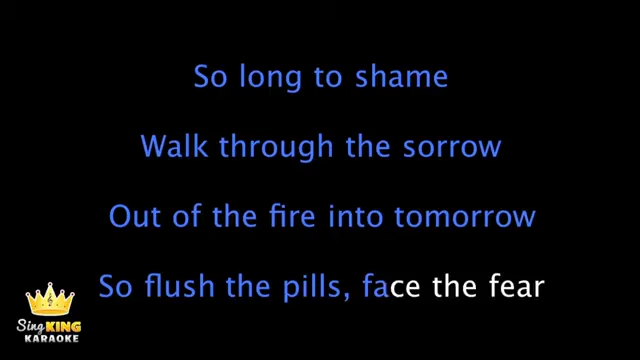 So long to shame
Walk through the sorrow
Out of the fire into tomorrow
So flush the pills, face the fear
Sing KING
KARAOKE